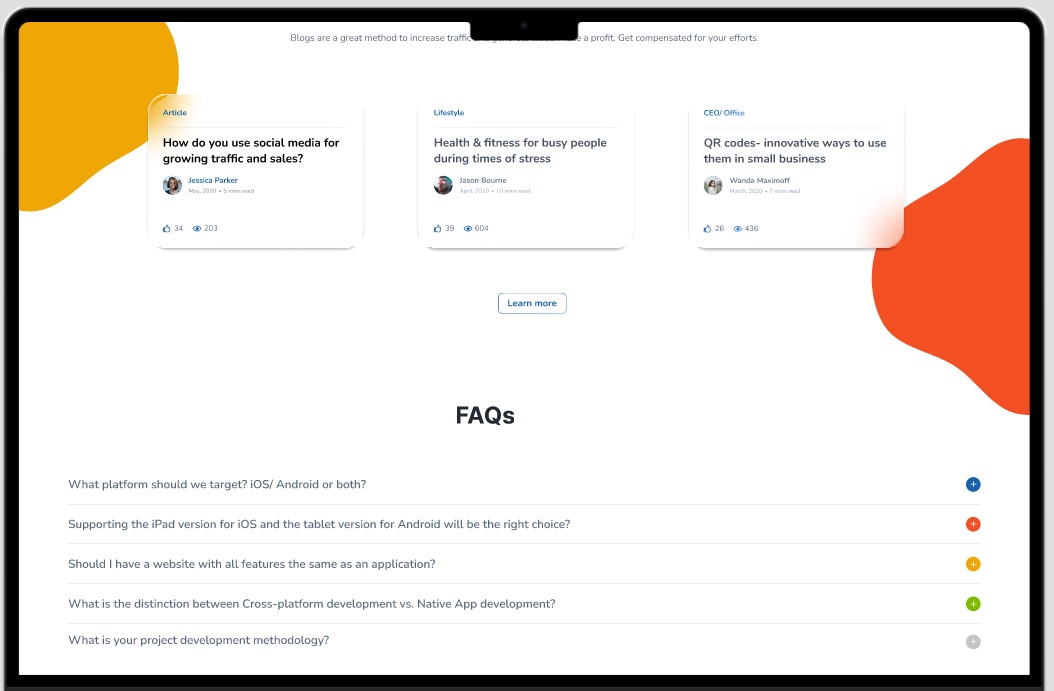 Blogs are a great method to increase traffic a profit. Get compensated for your efforts.
Article
How do you use social media for
growing traffic and sales?
Jessica Parker
May, 2020 • 5 mins read
34 203
Lifestyle
Health & fitness for busy people
during times of stress
Jason Bourne
April, 2020 • 10 mins read
39 604
CEO/ Office
QR codes- innovative ways to use
them in small business
Wanda Maximoff
March, 2020 • 7 mins read
26 436
Learn more
FAQs
What platform should we target? iOS/ Android or both?
Supporting the iPad version for iOS and the tablet version for Android will be the right choice?
Should I have a website with all features the same as an application?
What is the distinction between Cross-platform development vs. Native App development?
What is your project development methodology?